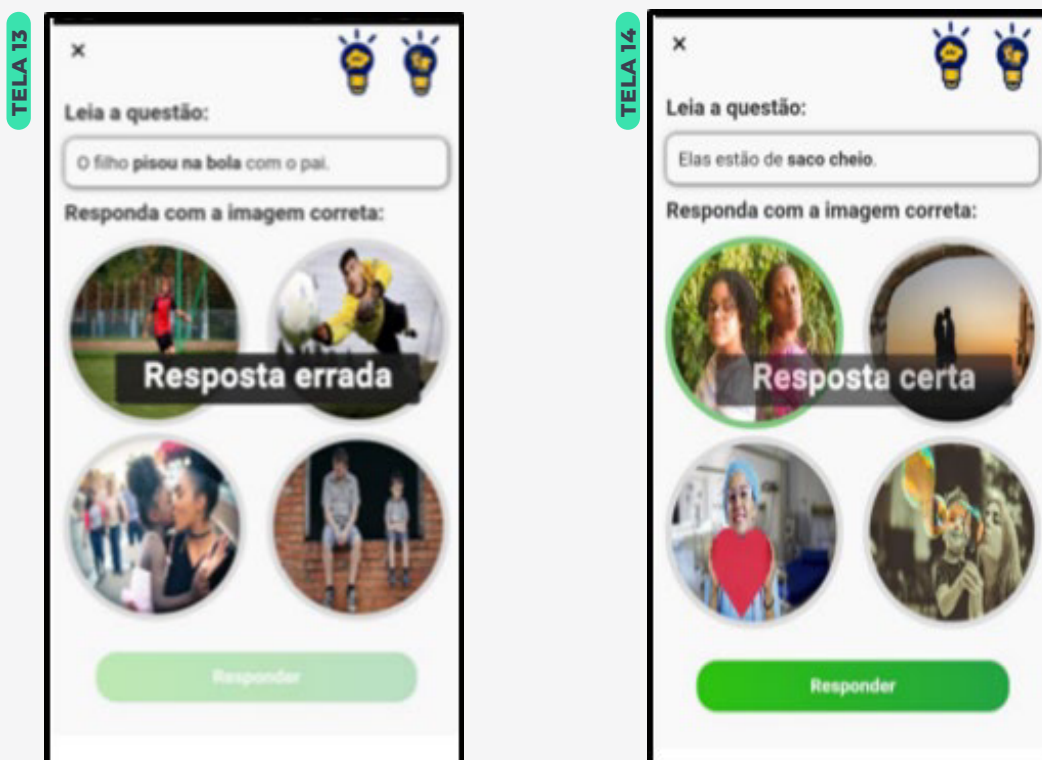 TELA 13
Leia a questão:
O filho pisou na bola com o pai.
Responda com a imagem correta:
Resposta errada
Responder
TELA 14
Leia a questão:
Elas estão de saco cheio.
Responda com a imagem correta:
Resposta certa
Responder